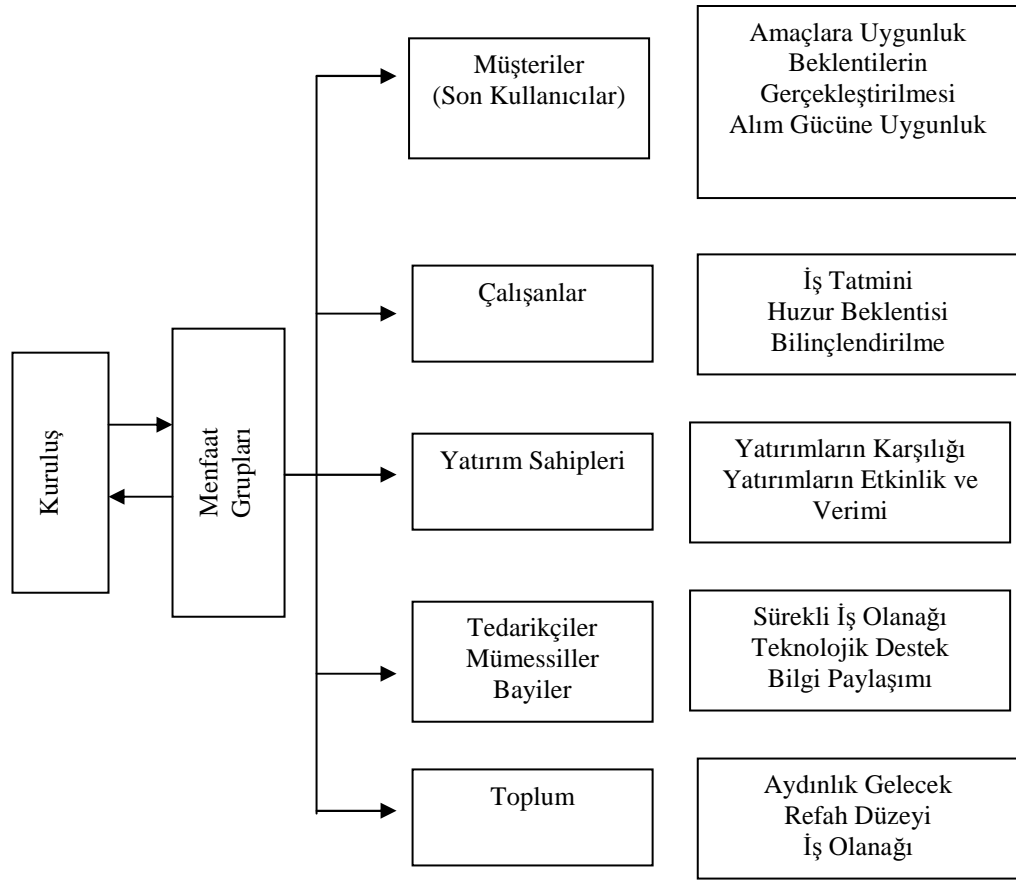 Kuruluş
Menfaat
Grupları
Müşteriler
(Son Kullanıcılar)
Amaçlara Uygunluk
Beklentilerin
Gerçekleştirilmesi
Alım Gücüne Uygunluk
Çalışanlar
İş Tatmini
Huzur Beklentisi
Bilinçlendirilme
Yatırım Sahipleri
Yatırımların Karşılığı
Yatırımların Etkinlik ve
Verimi
Tedarikçiler
Mümessiller
Bayiler
Sürekli İş Olanağı
Teknolojik Destek
Bilgi Paylaşımı
Toplum
Aydınlık Gelecek
Refah Düzeyi
İş Olanağı